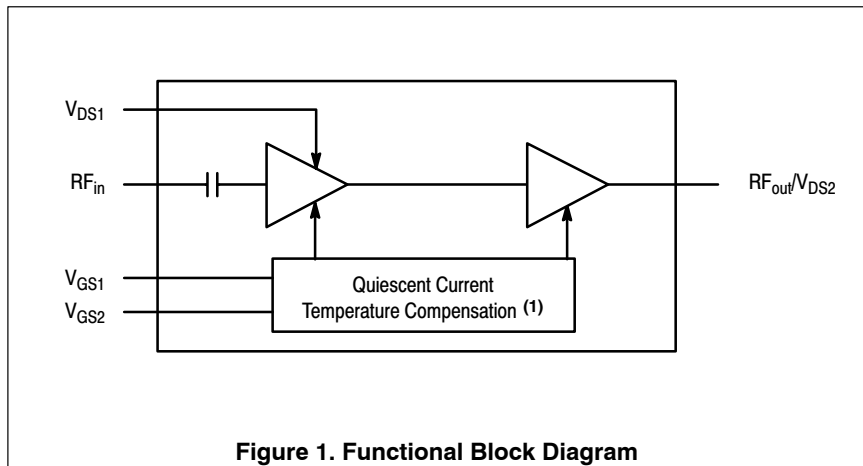 V_DS1
RF_in
RF_out/V_DS2
V_GS1
V_GS2
Quiescent Current
Temperature Compensation (1)
Figure 1. Functional Block Diagram